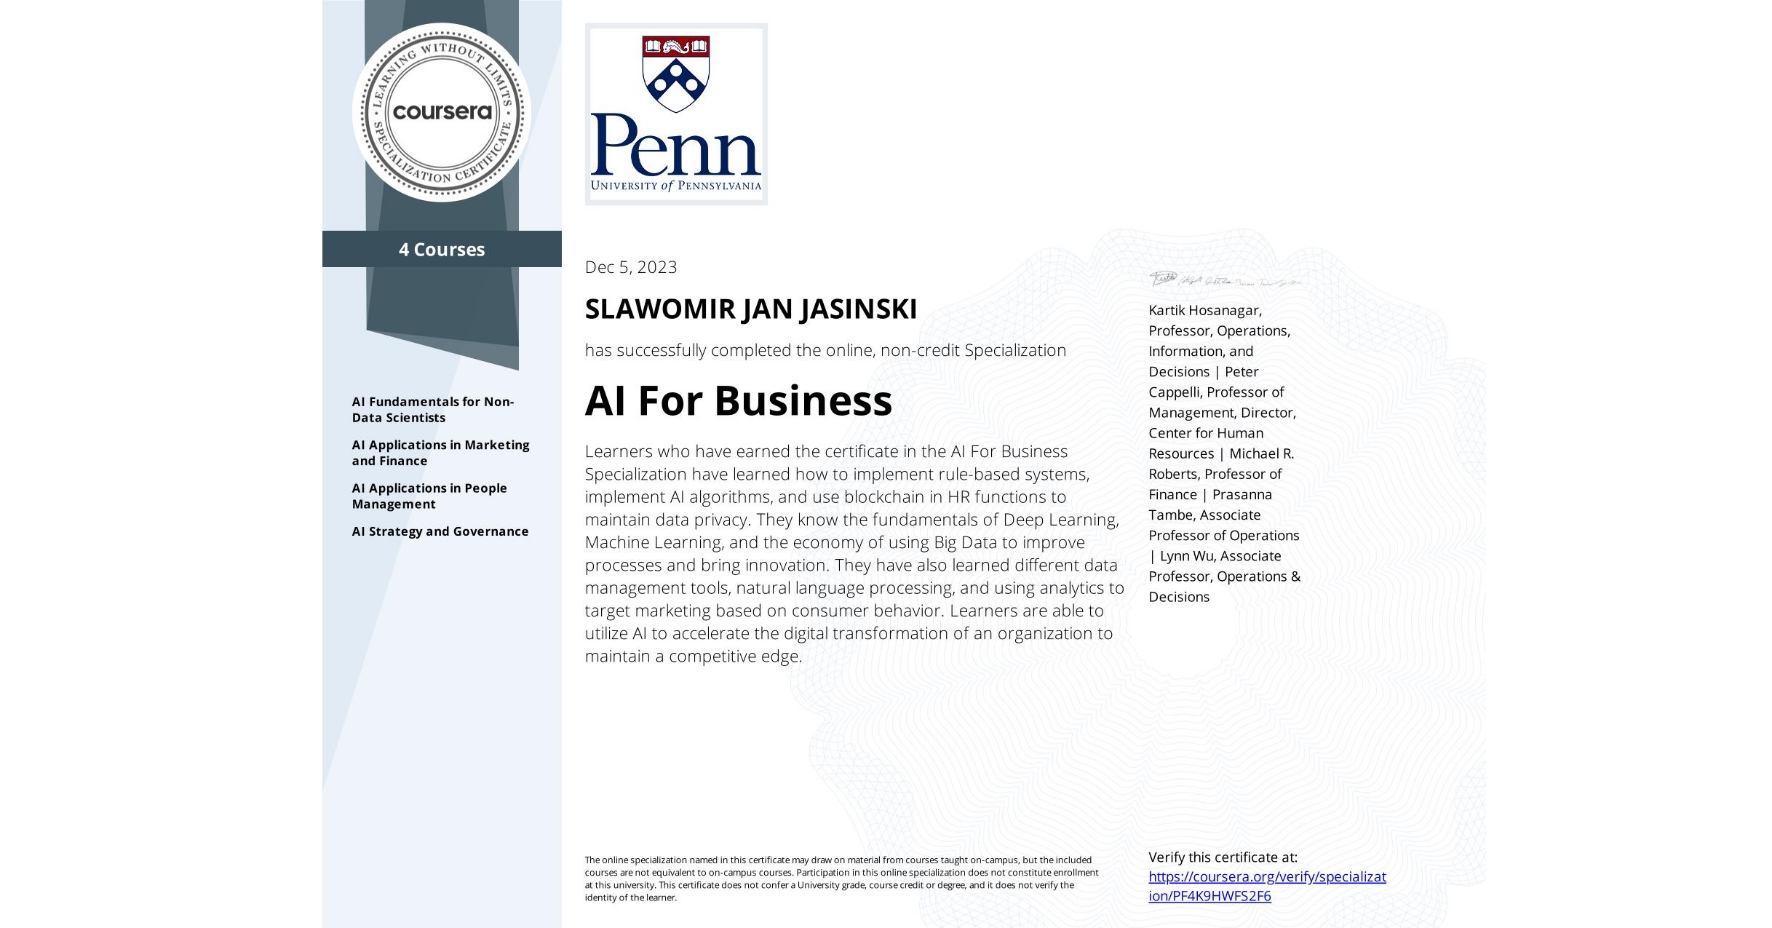 LEARNING WITHOUT LIMITS
coursera
SPECIALIZATION CERTIFICATE
4 Courses
AI Fundamentals for Non-
Data Scientists
AI Applications in Marketing
and Finance
AI Applications in People
Management
AI Strategy and Governance
Penn
UNIVERSITY of PENNSYLVANIA
Dec 5, 2023
SLAWOMIR JAN JASINSKI
has successfully completed the online, non-credit Specialization
AI For Business
Learners who have earned the certificate in the AI For Business
Specialization have learned how to implement rule-based systems,
implement AI algorithms, and use blockchain in HR functions to
maintain data privacy. They know the fundamentals of Deep Learning,
Machine Learning, and the economy of using Big Data to improve
processes and bring innovation. They have also learned different data
management tools, natural language processing, and using analytics to
target marketing based on consumer behavior. Learners are able to
utilize AI to accelerate the digital transformation of an organization to
maintain a competitive edge.
Kartik Hosanagar,
Professor, Operations,
Information, and
Decisions | Peter
Cappelli, Professor of
Management, Director,
Center for Human
Resources | Michael R.
Roberts, Professor of
Finance | Prasanna
Tambe, Associate
Professor of Operations
| Lynn Wu, Associate
Professor, Operations &
Decisions
The online specialization named in this certificate may draw on material from courses taught on-campus, but the included
courses are not equivalent to on-campus courses. Participation in this online specialization does not constitute enrollment
at this university. This certificate does not confer a University grade, course credit or degree, and it does not verify the
identity of the learner.
Verify this certificate at:
https://coursera.org/verify/specializat
ion/PF4K9HWFS2F6